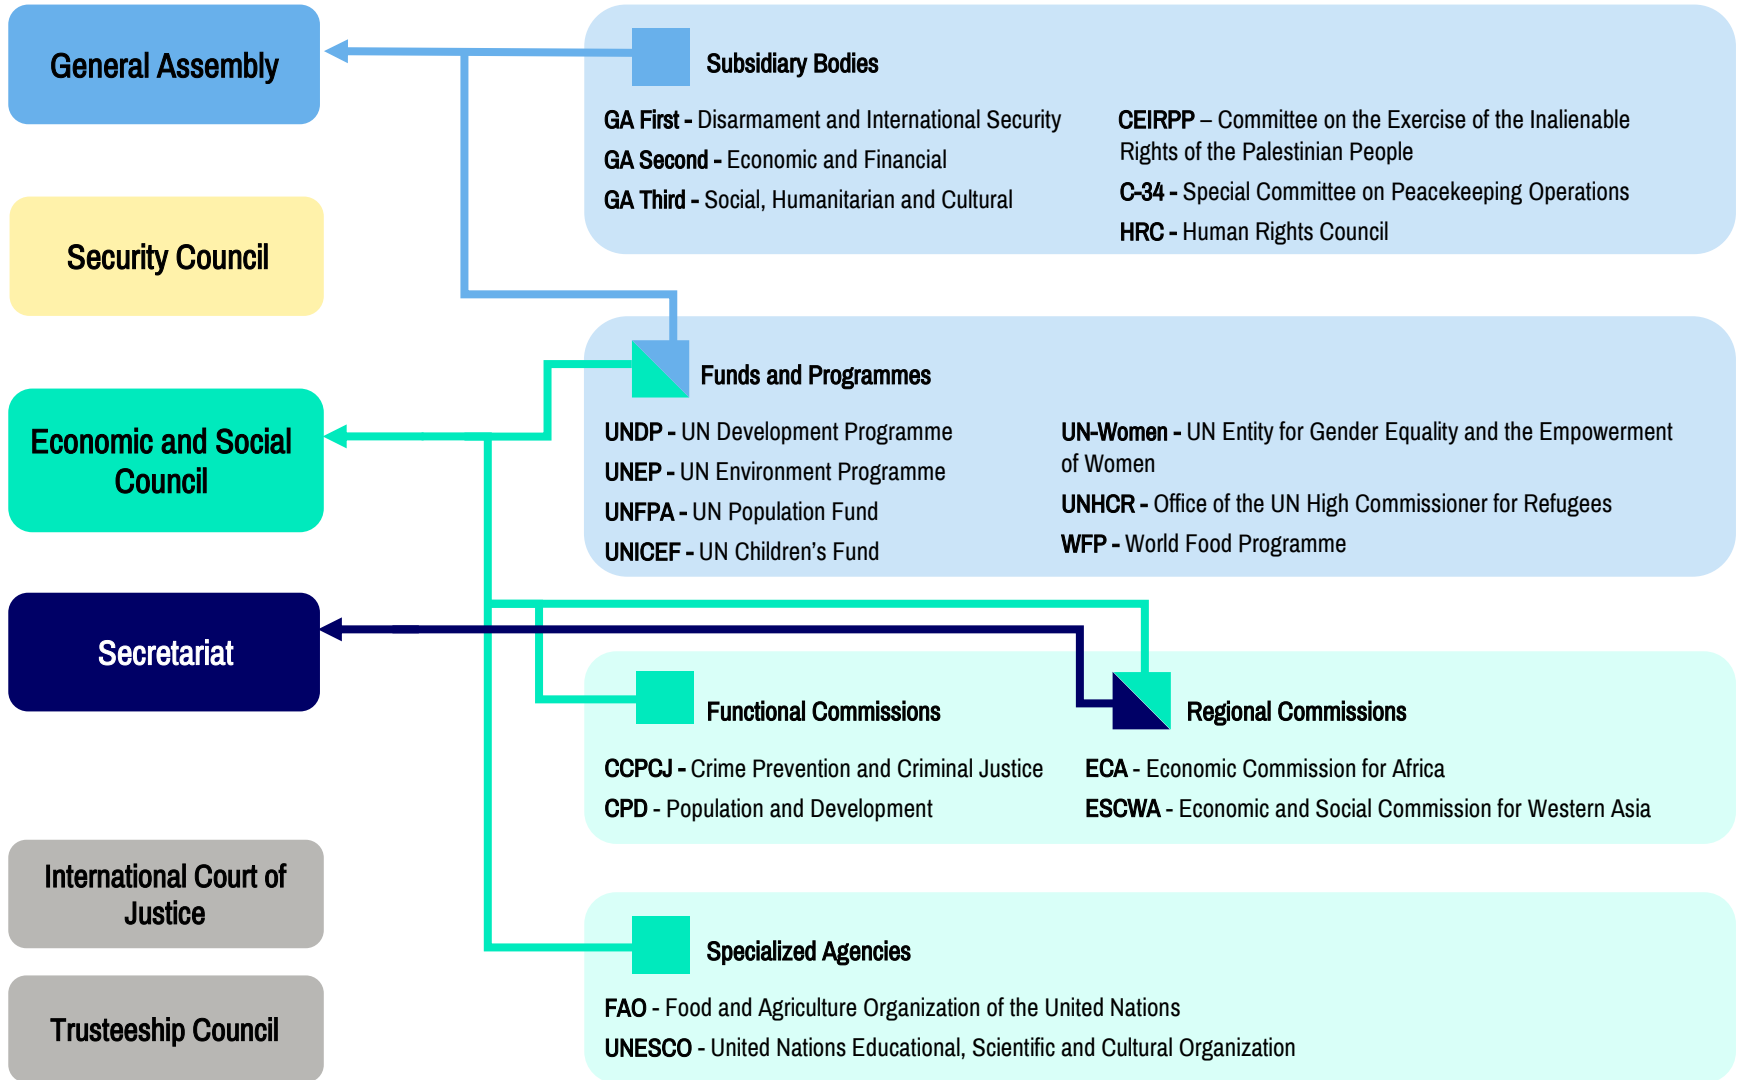 General Assembly
Security Council
Economic and Social
Council
Secretariat
International Court of
Justice
Trusteeship Council
Subsidiary Bodies
GA First - Disarmament and International Security
GA Second - Economic and Financial
GA Third - Social, Humanitarian and Cultural
CEIRPP – Committee on the Exercise of the Inalienable
Rights of the Palestinian People
C-34 - Special Committee on Peacekeeping Operations
HRC - Human Rights Council
Funds and Programmes
UNDP - UN Development Programme
UNEP - UN Environment Programme
UNFPA - UN Population Fund
UNICEF - UN Children’s Fund
UN-Women - UN Entity for Gender Equality and the Empowerment
of Women
UNHCR - Office of the UN High Commissioner for Refugees
WFP - World Food Programme
Functional Commissions
CCPCJ - Crime Prevention and Criminal Justice
CPD - Population and Development
Regional Commissions
ECA - Economic Commission for Africa
ESCWA - Economic and Social Commission for Western Asia
Specialized Agencies
FAO - Food and Agriculture Organization of the United Nations
UNESCO - United Nations Educational, Scientific and Cultural Organization